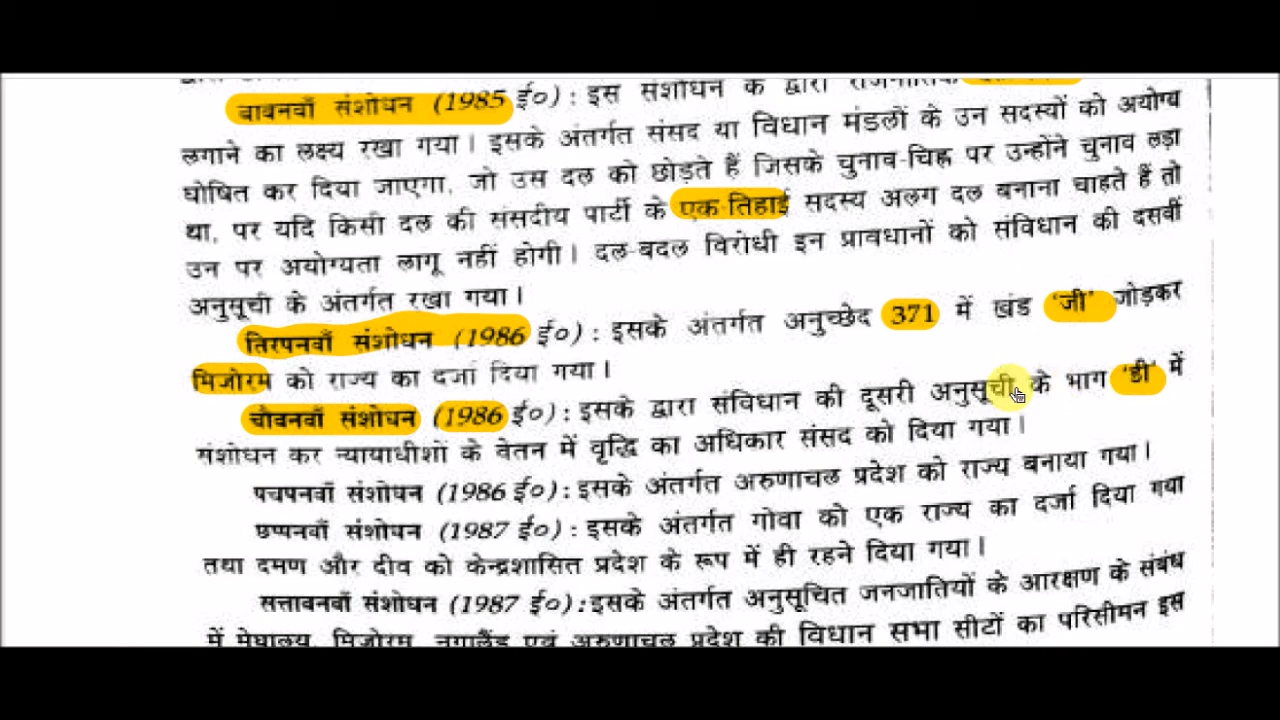 बावनवाँ संशोधन (1985 ई०) : इस संशोधन के द्वारा राजनीतिक
लगाने का लक्ष्य रखा गया। इसके अंतर्गत संसद या विधान मंडलों के उन सदस्यों को अयोग्य
घोषित कर दिया जाएगा, जो उस दल को छोड़ते हैं जिसके चुनाव-चिह्न पर उन्होंने चुनाव लड़ा
था, पर यदि किसी दल की संसदीय पार्टी के एक-तिहाई सदस्य अलग दल बनाना चाहते हैं तो
उन पर अयोग्यता लागू नहीं होगी। दल-बदल विरोधी इन प्रावधानों को संविधान की दसवीं
अनुसूची के अंतर्गत रखा गया।
तिरपनवाँ संशोधन (1986 ई०) : इसके अंतर्गत अनुच्छेद 371 में खंड 'जी' जोड़कर
मिजोरम को राज्य का दर्जा दिया गया।
चौवनवाँ संशोधन (1986 ई०) : इसके द्वारा संविधान की दूसरी अनुसूची के भाग 'डी' में
संशोधन कर न्यायाधीशों के वेतन में वृद्धि का अधिकार संसद को दिया गया।
पचपनवाँ संशोधन (1986 ई०) : इसके अंतर्गत अरुणाचल प्रदेश को राज्य बनाया गया।
छप्पनवाँ संशोधन (1987 ई०) : इसके अंतर्गत गोवा को एक राज्य का दर्जा दिया गया
तथा दमण और दीव को केन्द्रशासित प्रदेश के रूप में ही रहने दिया गया।
सत्तावनवाँ संशोधन (1987 ई०) : इसके अंतर्गत अनुसूचित जनजातियों के आरक्षण के संबंध
में मेघालय, मिजोरम, नगालैंड एवं अरुणाचल प्रदेश की विधान सभा सीटों का परिसीमन इस